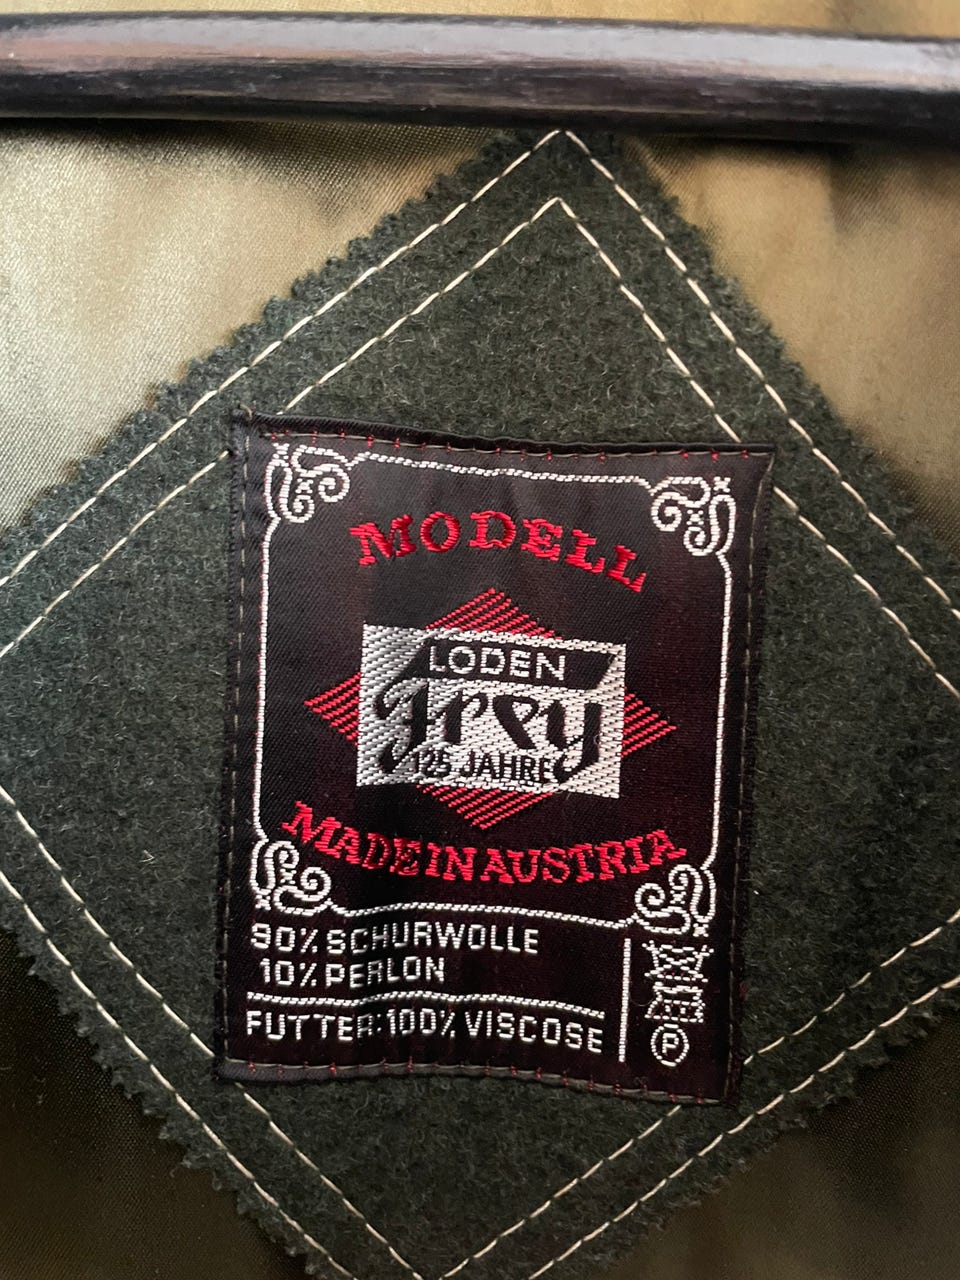 MODELL
LODEN
Frey
125 JAHRE
MADE IN AUSTRIA
90% SCHURWOLLE
10% PERLON
FUTTER: 100% VISCOSE
P